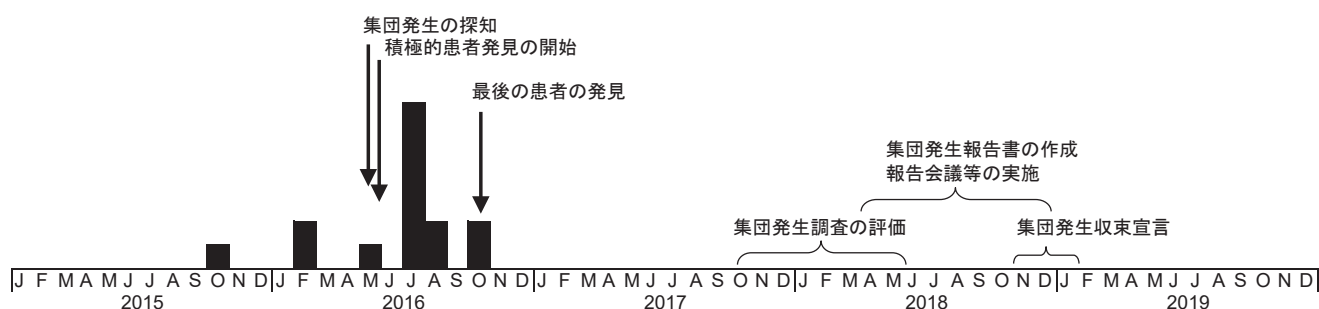 集団発生の探知
積極的患者発見の開始
最後の患者の発見
集団発生報告書の作成
報告会議等の実施
集団発生調査の評価
集団発生収束宣言
J F M A M J J A S O N D J F M A M J J A S O N D J F M A M J J A S O N D J F M A M J J A S O N D J F M A M J J A S O N D
2015 2016 2017 2018 2019